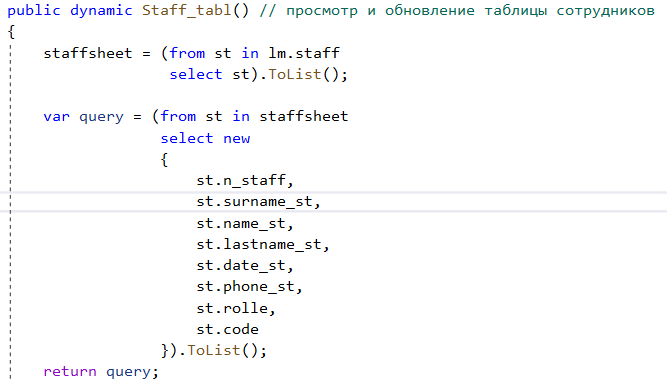 public dynamic Staff_tabl() // просмотр и обновление таблицы сотрудников
{
    staffsheet = (from st in lm.staff
                  select st).ToList();

    var query = (from st in staffsheet
                 select new
                 {
                     st.n_staff,
                     st.surname_st,
                     st.name_st,
                     st.lastname_st,
                     st.date_st,
                     st.phone_st,
                     st.rolle,
                     st.code
                 }).ToList();
    return query;